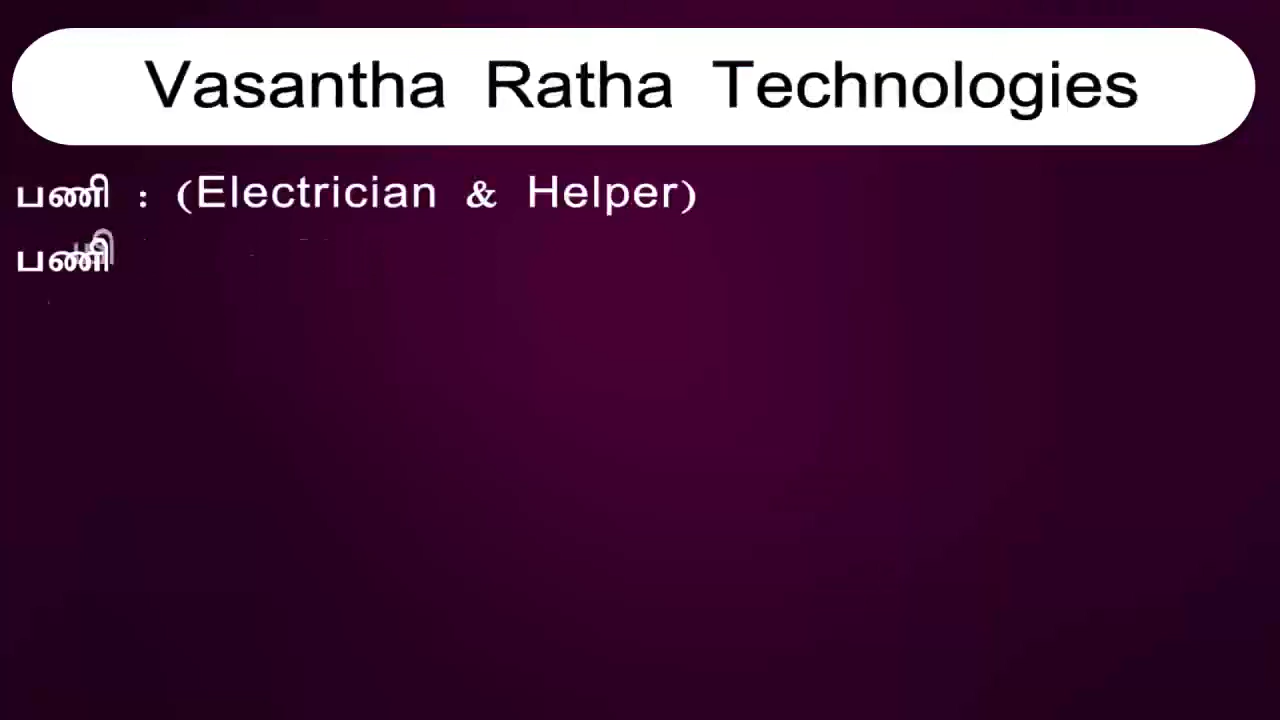 Vasantha Ratha Technologies
பணி : (Electrician & Helper)
பணி